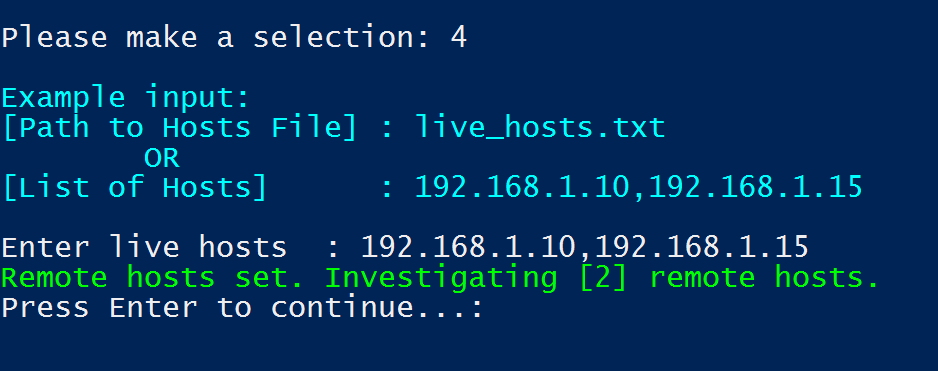 Please make a selection: 4
Example input:
[Path to Hosts File] : live_hosts.txt
OR
[List of Hosts]      : 192.168.1.10,192.168.1.15
Enter live hosts  : 192.168.1.10,192.168.1.15
Remote hosts set. Investigating [2] remote hosts.
Press Enter to continue...: